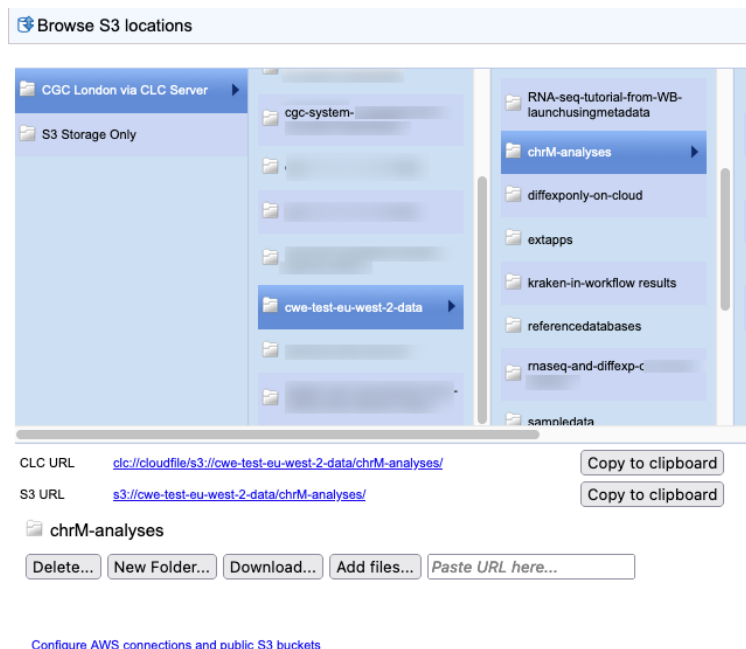 Browse S3 locations
CGC London via CLC Server
S3 Storage Only
cgc-system-
cwe-test-eu-west-2-data
RNA-seq-tutorial-from-WB-
launchusingmetadata
chrM-analyses
diffexponly-on-cloud
extapps
kraken-in-workflow results
referencedatabases
rnaseq-and-diffexp-c
sampledata
CLC URL clc://cloudfile/s3://cwe-test-eu-west-2-data/chrM-analyses/ Copy to clipboard
S3 URL s3://cwe-test-eu-west-2-data/chrM-analyses/ Copy to clipboard
chrM-analyses
Delete... New Folder... Download... Add files... Paste URL here...
Configure AWS connections and public S3 buckets